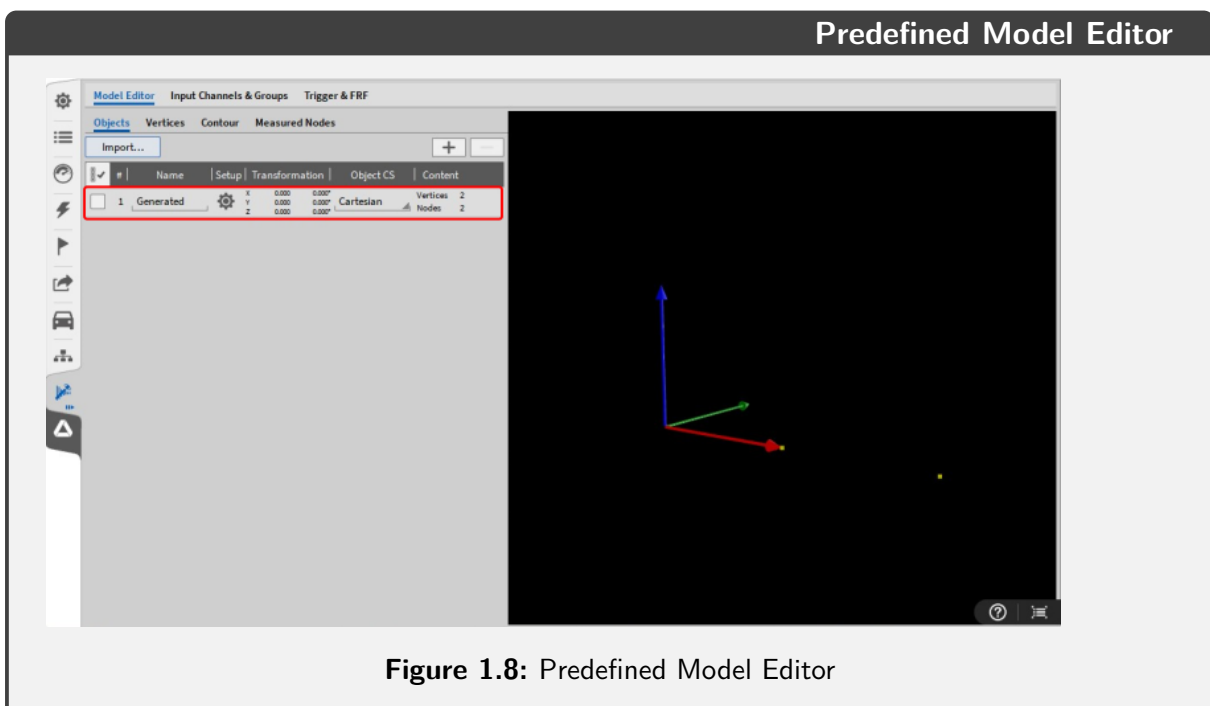 Predefined Model Editor
Model Editor Input Channels & Groups Trigger & FRF
Objects Vertices Contour Measured Nodes
Import...
# Name Setup Transformation Object CS Content
1 Generated X 0.000 0.000° Cartesian Vertices 2
Y 0.000 0.000° Nodes 2
Z 0.000 0.000°
Figure 1.8: Predefined Model Editor